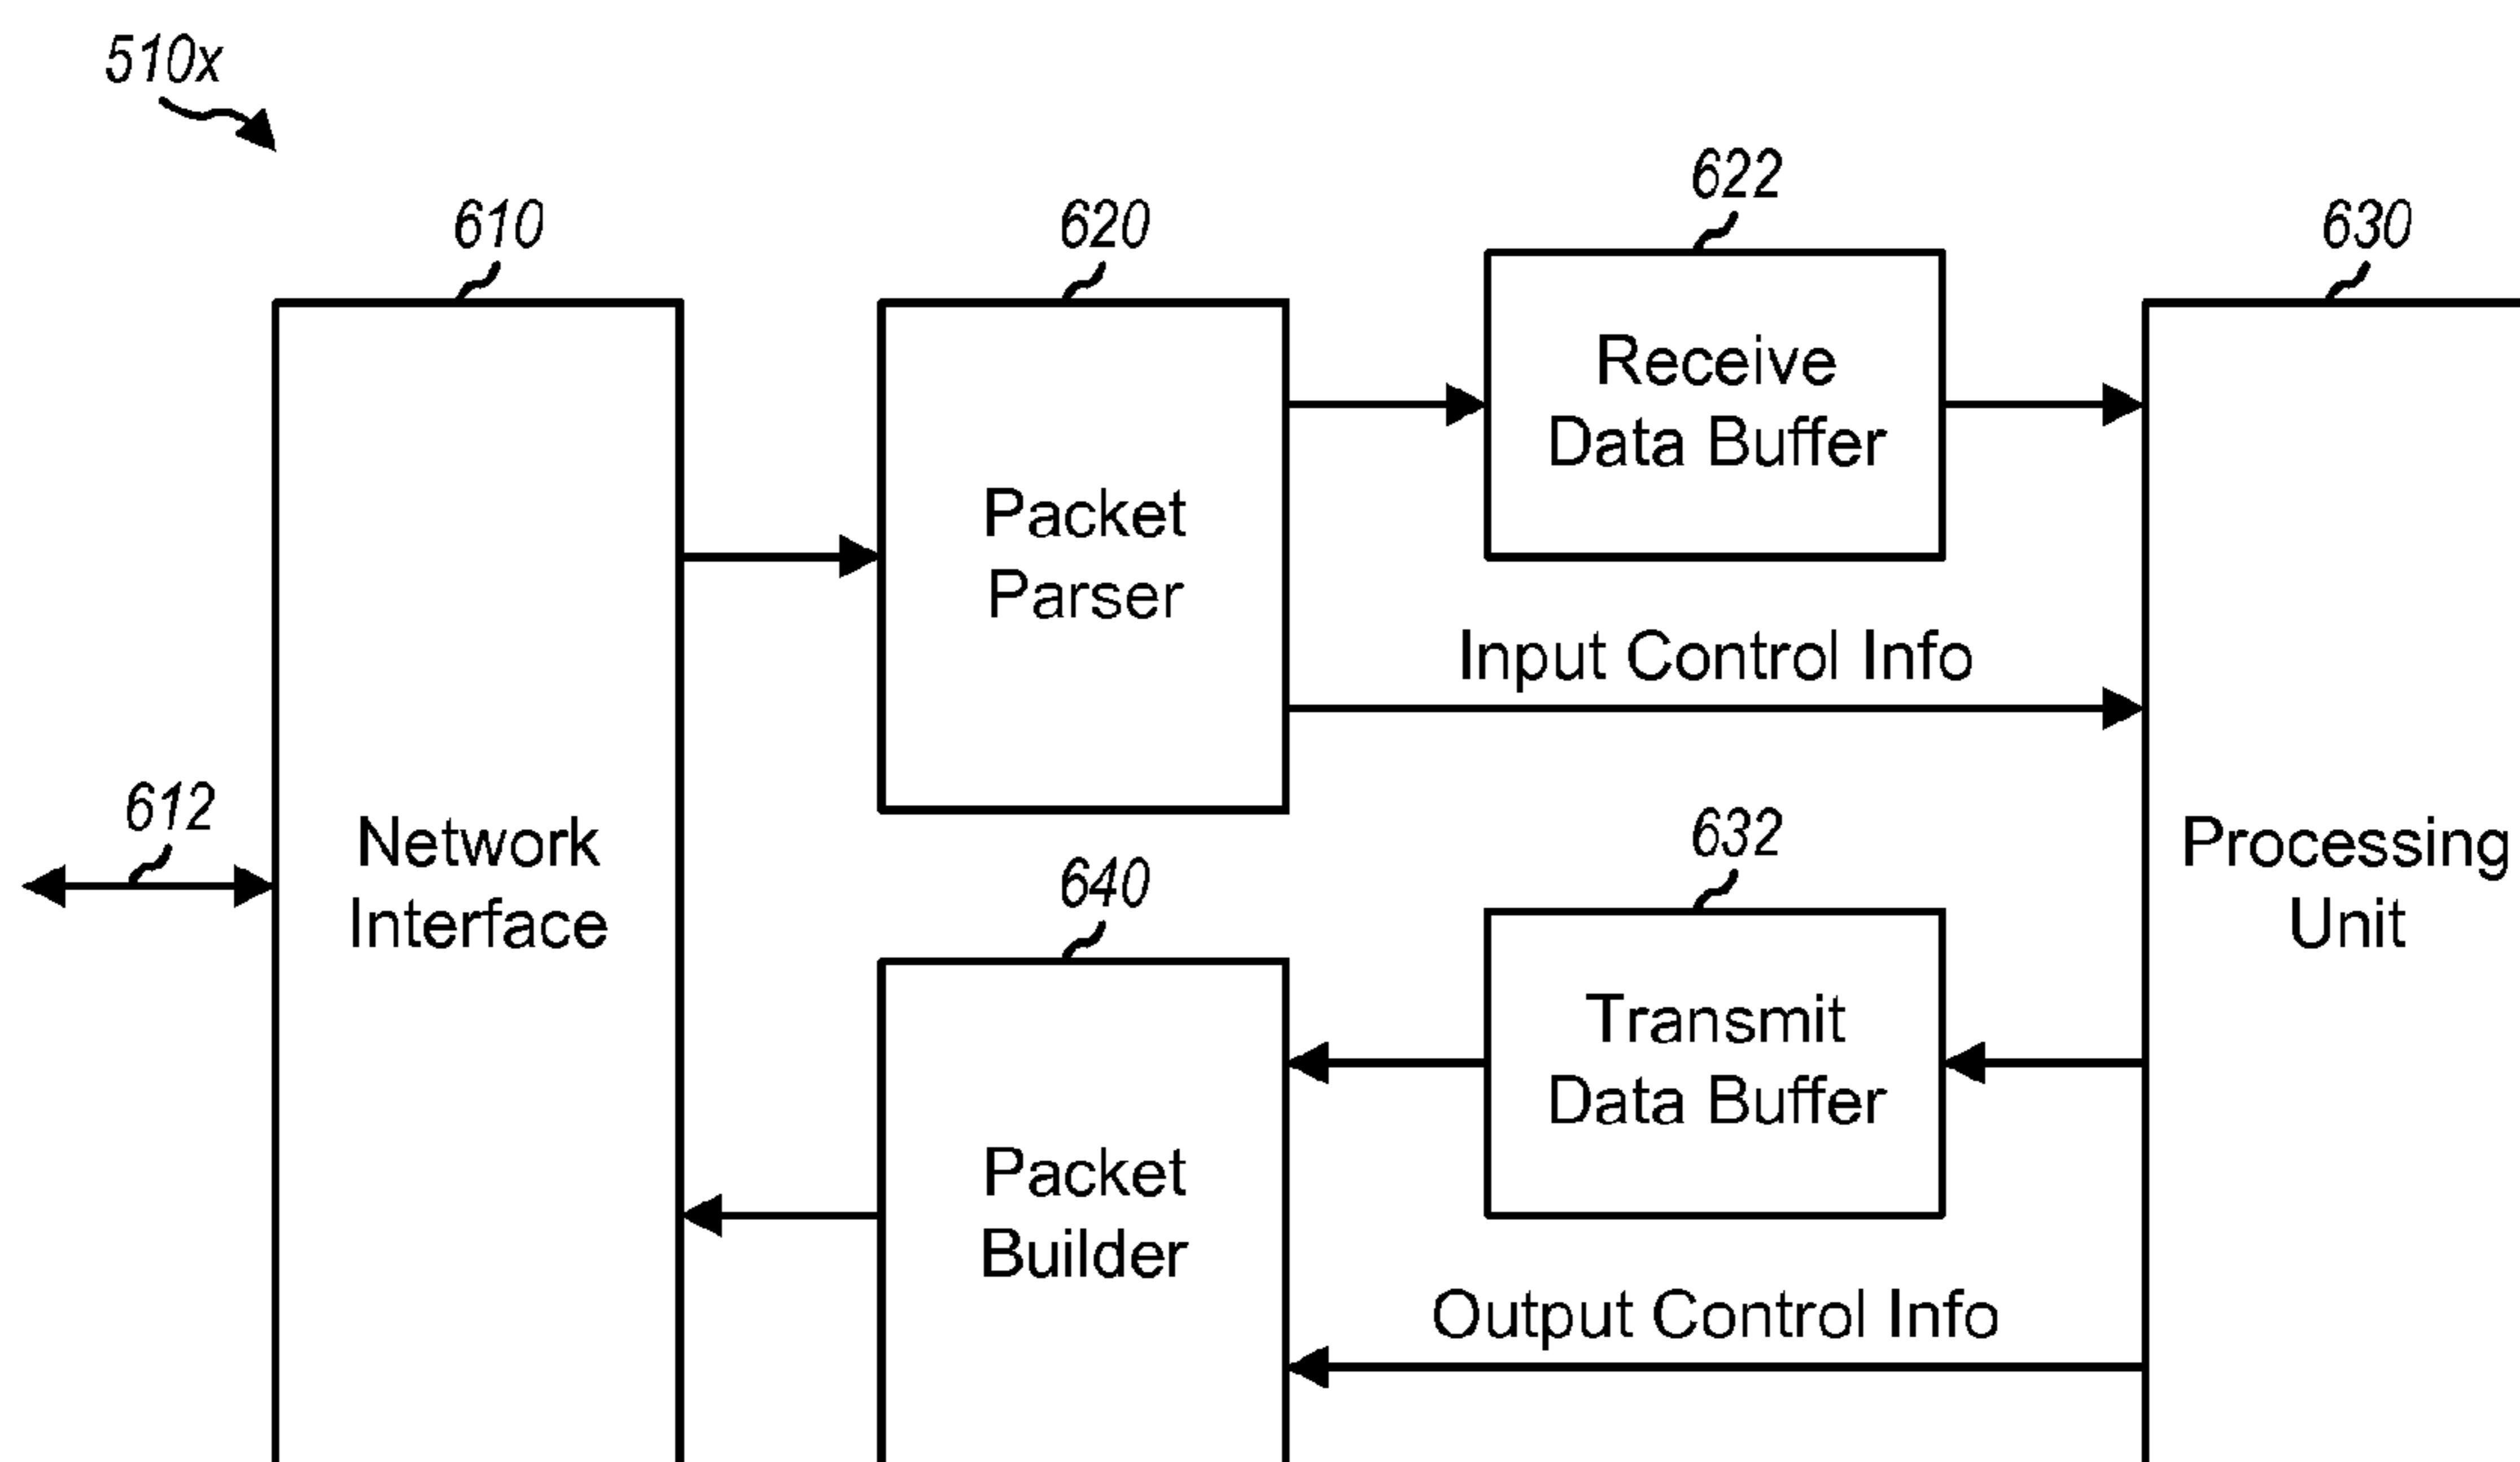 510x
622
610
620
630
Receive
Data Buffer
Packet
Parser
Input Control Info
612
632
Network
Interface
Processing
Unit
640
Transmit
Data Buffer
Packet
Builder
Output Control Info